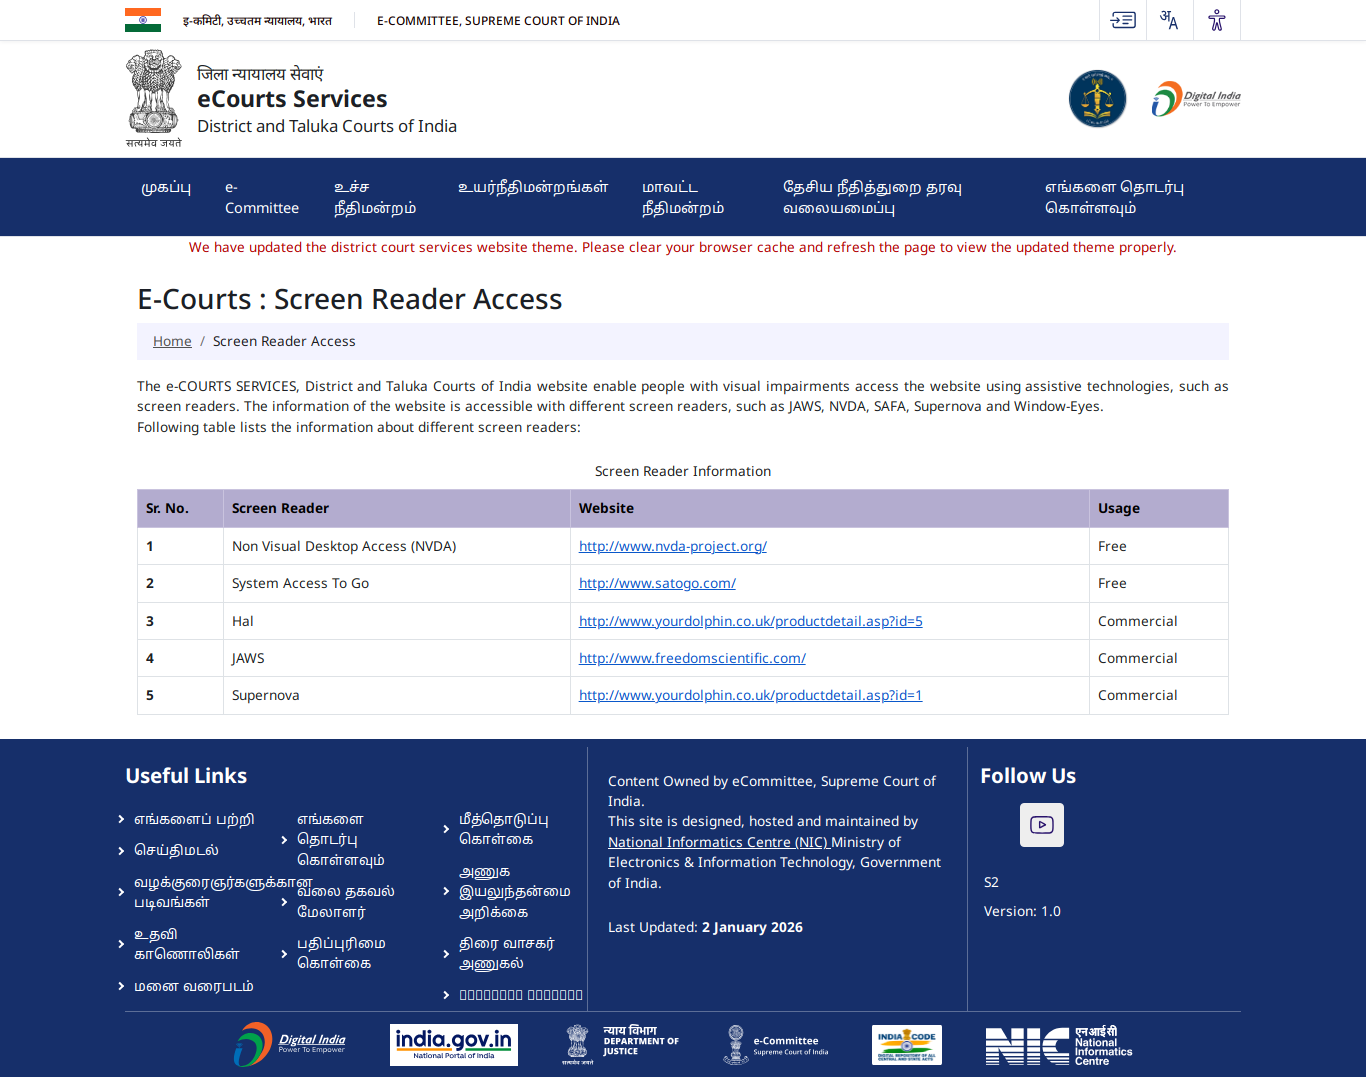 इ-कमिटी, उच्चतम न्यायालय, भारत
E-COMMITTEE, SUPREME COURT OF INDIA
अ A
जिला न्यायालय सेवाएं
eCourts Services
District and Taluka Courts of India
सत्यमेव जयते
Digital India
Power To Empower
முகப்பு
e-
Committee
உச்ச
நீதிமன்றம்
உயர்நீதிமன்றங்கள்
மாவட்ட
நீதிமன்றம்
தேசிய நீதித்துறை தரவு
வலையமைப்பு
எங்களை தொடர்பு
கொள்ளவும்
We have updated the district court services website theme. Please clear your browser cache and refresh the page to view the updated theme properly.
E-Courts : Screen Reader Access
Home / Screen Reader Access
The e-COURTS SERVICES, District and Taluka Courts of India website enable people with visual impairments access the website using assistive technologies, such as
screen readers. The information of the website is accessible with different screen readers, such as JAWS, NVDA, SAFA, Supernova and Window-Eyes.
Following table lists the information about different screen readers:
Screen Reader Information
Sr. No. Screen Reader Website Usage
1 Non Visual Desktop Access (NVDA) http://www.nvda-project.org/ Free
2 System Access To Go http://www.satogo.com/ Free
3 Hal http://www.yourdolphin.co.uk/productdetail.asp?id=5 Commercial
4 JAWS http://www.freedomscientific.com/ Commercial
5 Supernova http://www.yourdolphin.co.uk/productdetail.asp?id=1 Commercial
Useful Links
எங்களைப் பற்றி
செய்திமடல்
வழக்குரைஞர்களுக்கான
படிவங்கள்
உதவி
காணொலிகள்
மனை வரைபடம்
எங்களை
தொடர்பு
கொள்ளவும்
வலை தகவல்
மேலாளர்
பதிப்புரிமை
கொள்கை
மீத்தொடுப்பு
கொள்கை
அணுக
இயலுந்தன்மை
அறிக்கை
திரை வாசகர்
அணுகல்
Content Owned by eCommittee, Supreme Court of
India.
This site is designed, hosted and maintained by
National Informatics Centre (NIC) Ministry of
Electronics & Information Technology, Government
of India.
Last Updated: 2 January 2026
Follow Us
S2
Version: 1.0
Digital India
Power To Empower
india.gov.in
National Portal of India
सत्यमेव जयते
न्याय विभाग
DEPARTMENT OF
JUSTICE
e-Committee
Supreme Court of India
INDIA CODE
DIGITAL REPOSITORY OF ALL
CENTRAL AND STATE ACTS
NIC
एनआईसी
National
Informatics
Centre